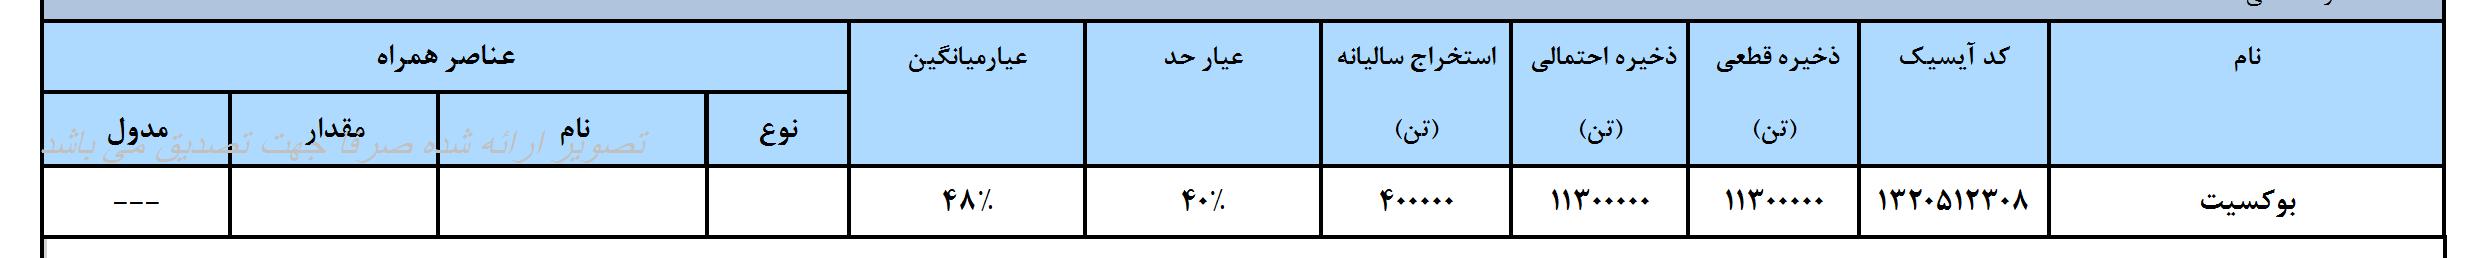 نام	کد آیسیک	ذخیره قطعی (تن)	ذخیره احتمالی (تن)	استخراج سالیانه (تن)	عیار حد	عیارمیانگین	عناصر همراه
نوع	نام	مقدار	مدول
تصویر ارائه شده صرفا جهت تصدیق می باشد
بوکسیت	۱۳۲۰۵۱۲۳۰۸	۱۱۳۰۰۰۰۰	۱۱۳۰۰۰۰۰	۴۰۰۰۰۰	۴۰٪	۴۸٪	---